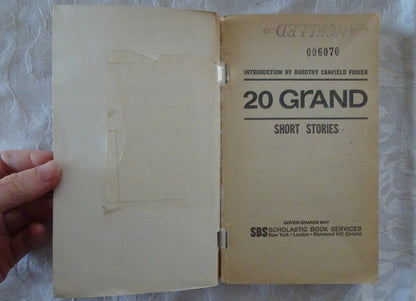 CANCELLED
006070
INTRODUCTION BY DOROTHY CANFIELD FISHER
20 GrAND
SHORT STORIES
COVER/SHARON WAY
SBS SCHOLASTIC BOOK SERVICES
New York • London • Richmond Hill, Ontario